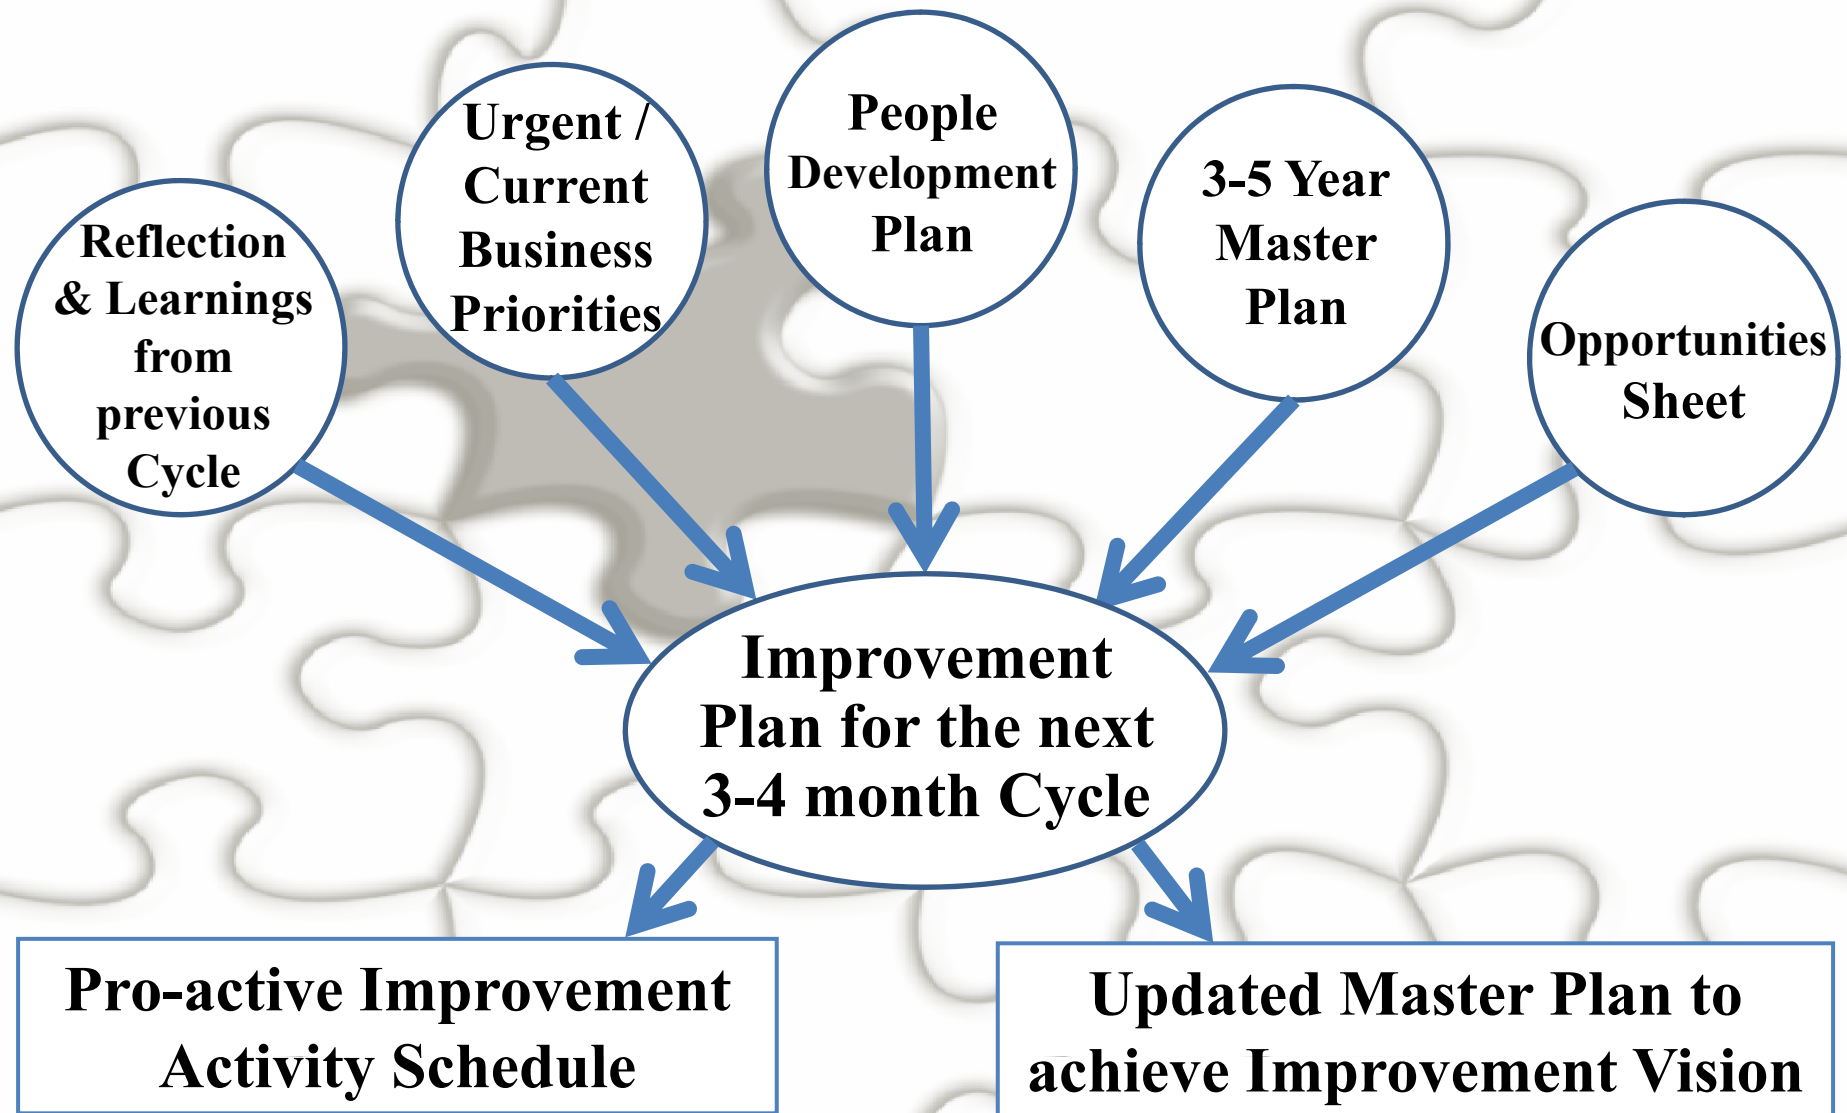 Reflection
& Learnings
from
previous
Cycle
Urgent /
Current
Business
Priorities
People
Development
Plan
3-5 Year
Master
Plan
Opportunities
Sheet
Improvement
Plan for the next
3-4 month Cycle
Pro-active Improvement
Activity Schedule
Updated Master Plan to
achieve Improvement Vision